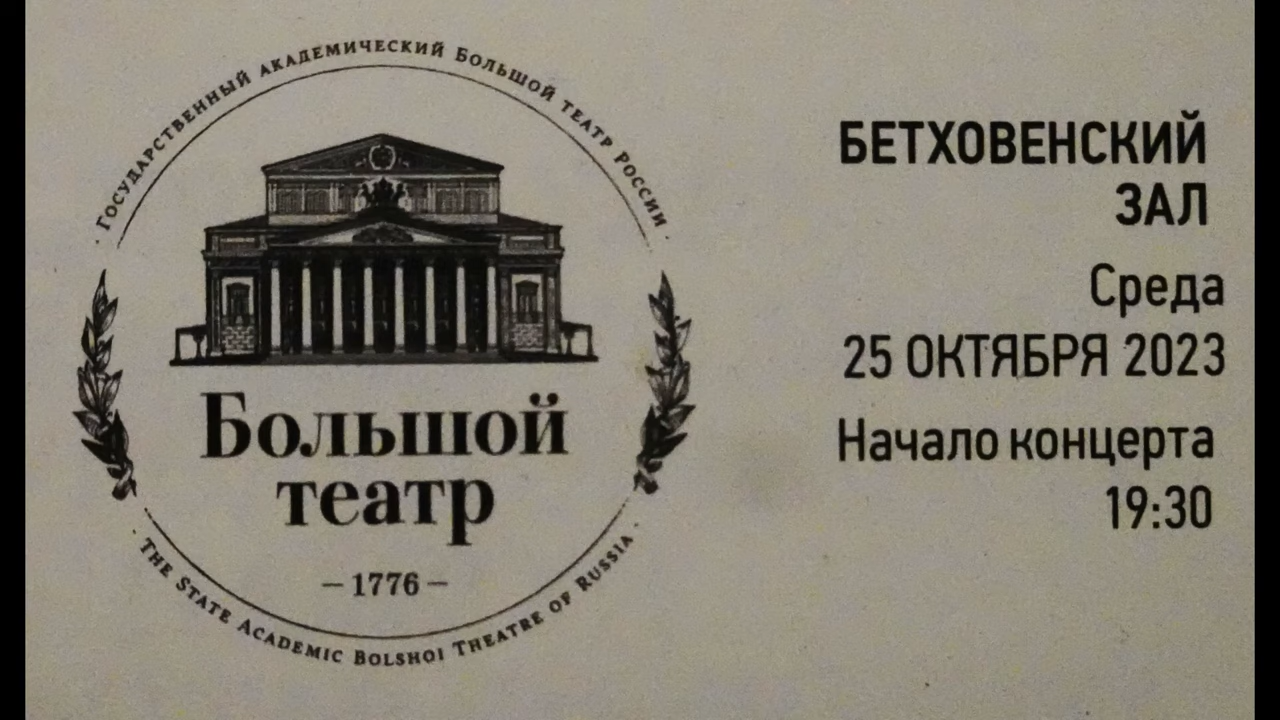 Государственный академический Большой театр России
Большой
театр
– 1776 –
The State Academic Bolshoi Theatre of Russia
БЕТХОВЕНСКИЙ
ЗАЛ
Среда
25 ОКТЯБРЯ 2023
Начало концерта
19:30